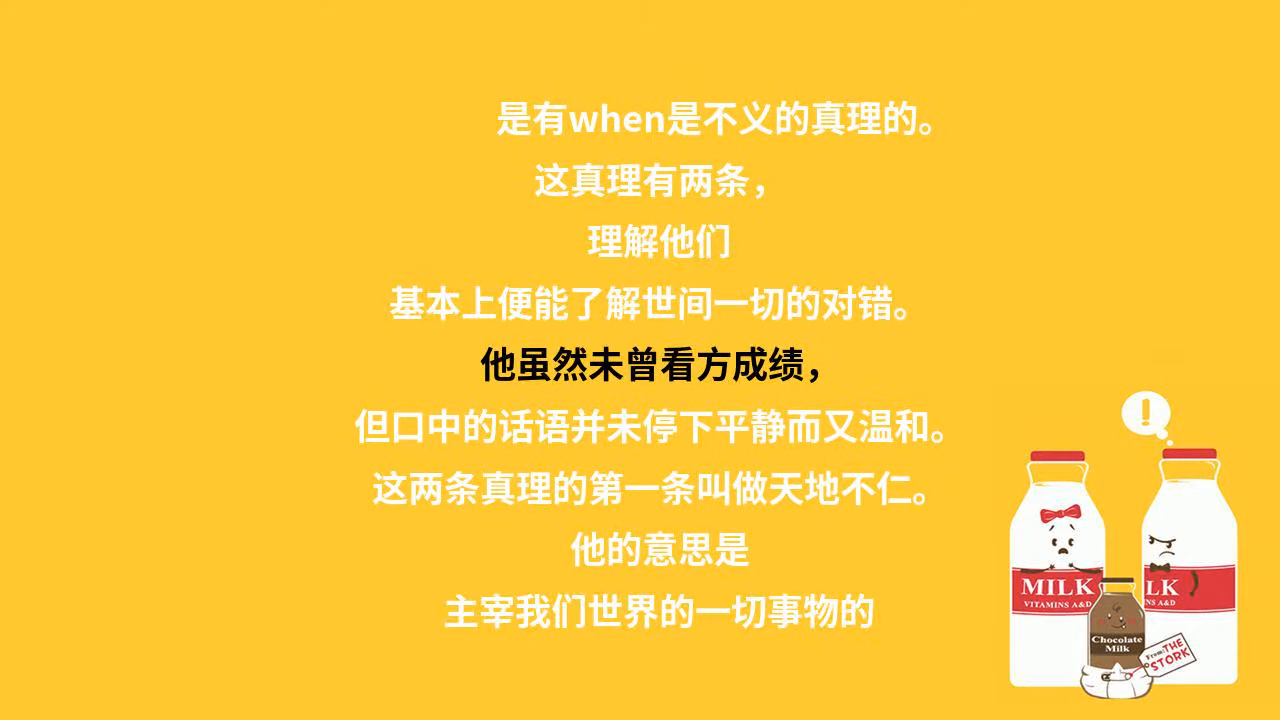 是有when是不义的真理的。
这真理有两条，
理解他们
基本上便能了解世间一切的对错。
他虽然未曾看方成绩，
但口中的话语并未停下平静而又温和。
这两条真理的第一条叫做天地不仁。
他的意思是
主宰我们世界的一切事物的
!
MILK
VITAMINS A&D
LK
NS A&D
Chocolate
Milk
From: THE
STORK